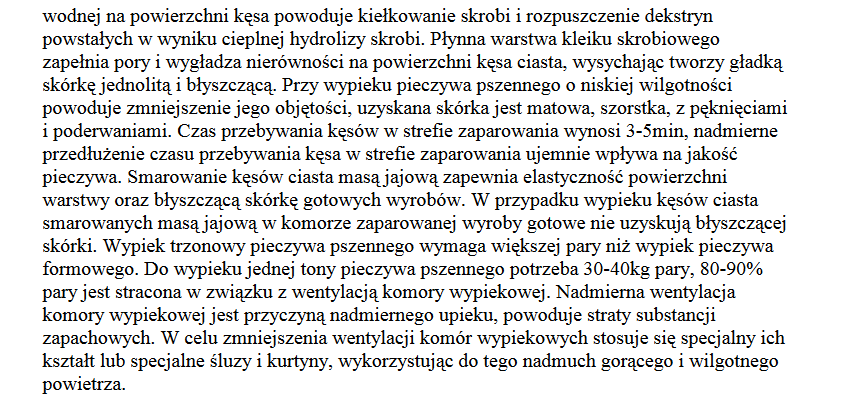 wodnej na powierzchni kęsa powoduje kiełkowanie skrobi i rozpuszczenie dekstryn
powstałych w wyniku cieplnej hydrolizy skrobi. Płynna warstwa kleiku skrobiowego
zapełnia pory i wygładza nierówności na powierzchni kęsa ciasta, wysychając tworzy gładką
skórkę jednolitą i błyszczącą. Przy wypieku pieczywa pszennego o niskiej wilgotności
powoduje zmniejszenie jego objętości, uzyskana skórka jest matowa, szorstka, z pęknięciami
i poderwaniami. Czas przebywania kęsów w strefie zaparowania wynosi 3-5min, nadmierne
przedłużenie czasu przebywania kęsa w strefie zaparowania ujemnie wpływa na jakość
pieczywa. Smarowanie kęsów ciasta masą jajową zapewnia elastyczność powierzchni
warstwy oraz błyszczącą skórkę gotowych wyrobów. W przypadku wypieku kęsów ciasta
smarowanych masą jajową w komorze zaparowanej wyroby gotowe nie uzyskują błyszczącej
skórki. Wypiek trzonowy pieczywa pszennego wymaga większej pary niż wypiek pieczywa
formowego. Do wypieku jednej tony pieczywa pszennego potrzeba 30-40kg pary, 80-90%
pary jest stracona w związku z wentylacją komory wypiekowej. Nadmierna wentylacja
komory wypiekowej jest przyczyną nadmiernego upieku, powoduje straty substancji
zapachowych. W celu zmniejszenia wentylacji komór wypiekowych stosuje się specjalny ich
kształt lub specjalne śluzy i kurtyny, wykorzystując do tego nadmuch gorącego i wilgotnego
powietrza.